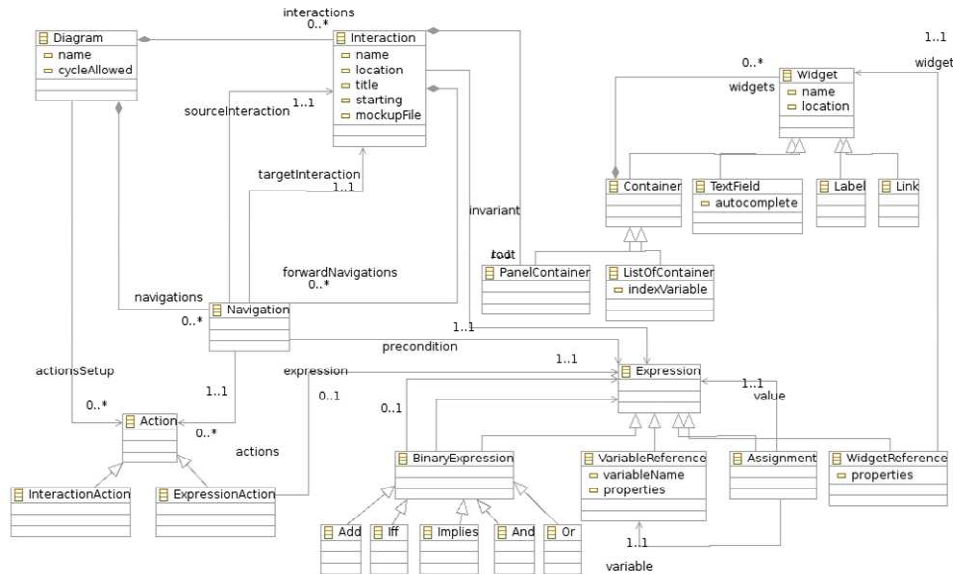 interactions
0..*
Diagram
name
cycleAllowed
Interaction
name
location
title
starting
mockupFile
1..1
widget
0..*
widgets
Widget
name
location
sourceInteraction
1..1
targetInteraction
1..1
Container
TextField
autocomplete
Label
Link
invariant
root
PanelContainer
ListOfContainer
indexVariable
forwardNavigations
0..*
navigations
0..*
Navigation
1..1
precondition
1..1
actionsSetup
0..*
1..1
0..*
actions
expression
0..1
0..1
Expression
1..1
value
Action
InteractionAction
ExpressionAction
BinaryExpression
VariableReference
variableName
properties
Assignment
WidgetReference
properties
Add
Iff
Implies
And
Or
1..1
variable